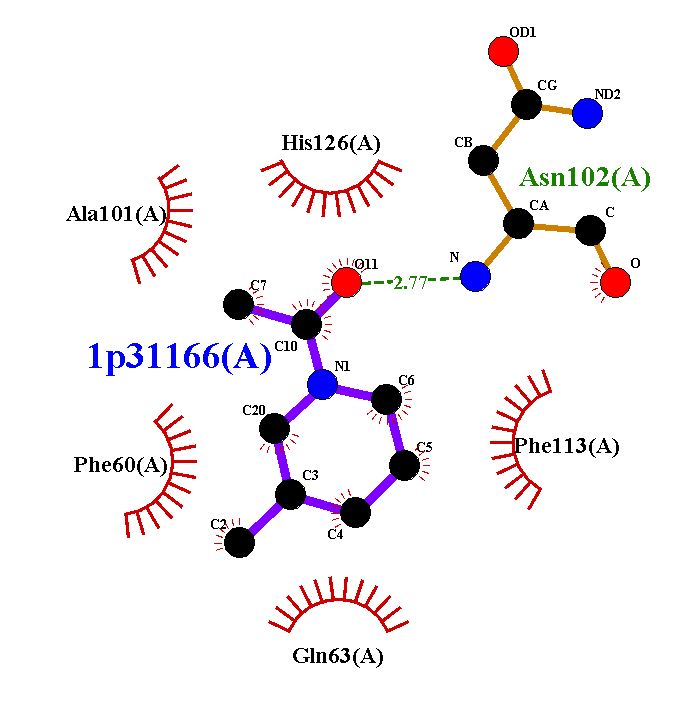 OD1
CG
ND2
CB
His126(A)
Asn102(A)
Ala101(A)
CA
C
N
O11
O
2.77
C7
C10
1p31166(A)
N1
C6
C20
C5
Phe113(A)
Phe60(A)
C3
C2
C4
Gln63(A)